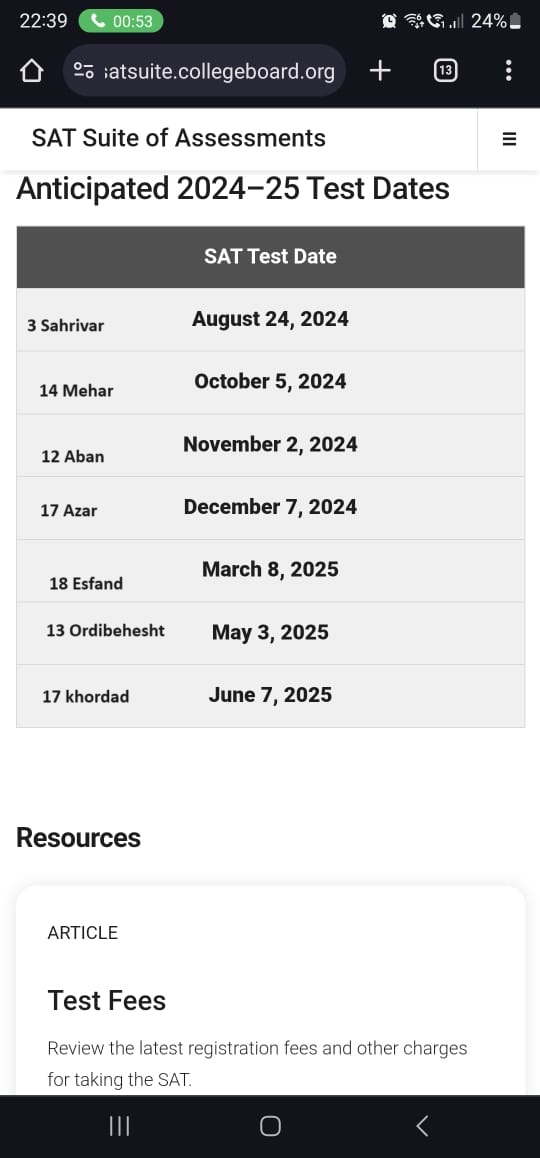 22:39 00:53 24%
satsuite.collegeboard.org 13
SAT Suite of Assessments
Anticipated 2024–25 Test Dates
SAT Test Date
3 Sahrivar August 24, 2024
14 Mehar October 5, 2024
12 Aban November 2, 2024
17 Azar December 7, 2024
18 Esfand March 8, 2025
13 Ordibehesht May 3, 2025
17 khordad June 7, 2025
Resources
ARTICLE
Test Fees
Review the latest registration fees and other charges
for taking the SAT.